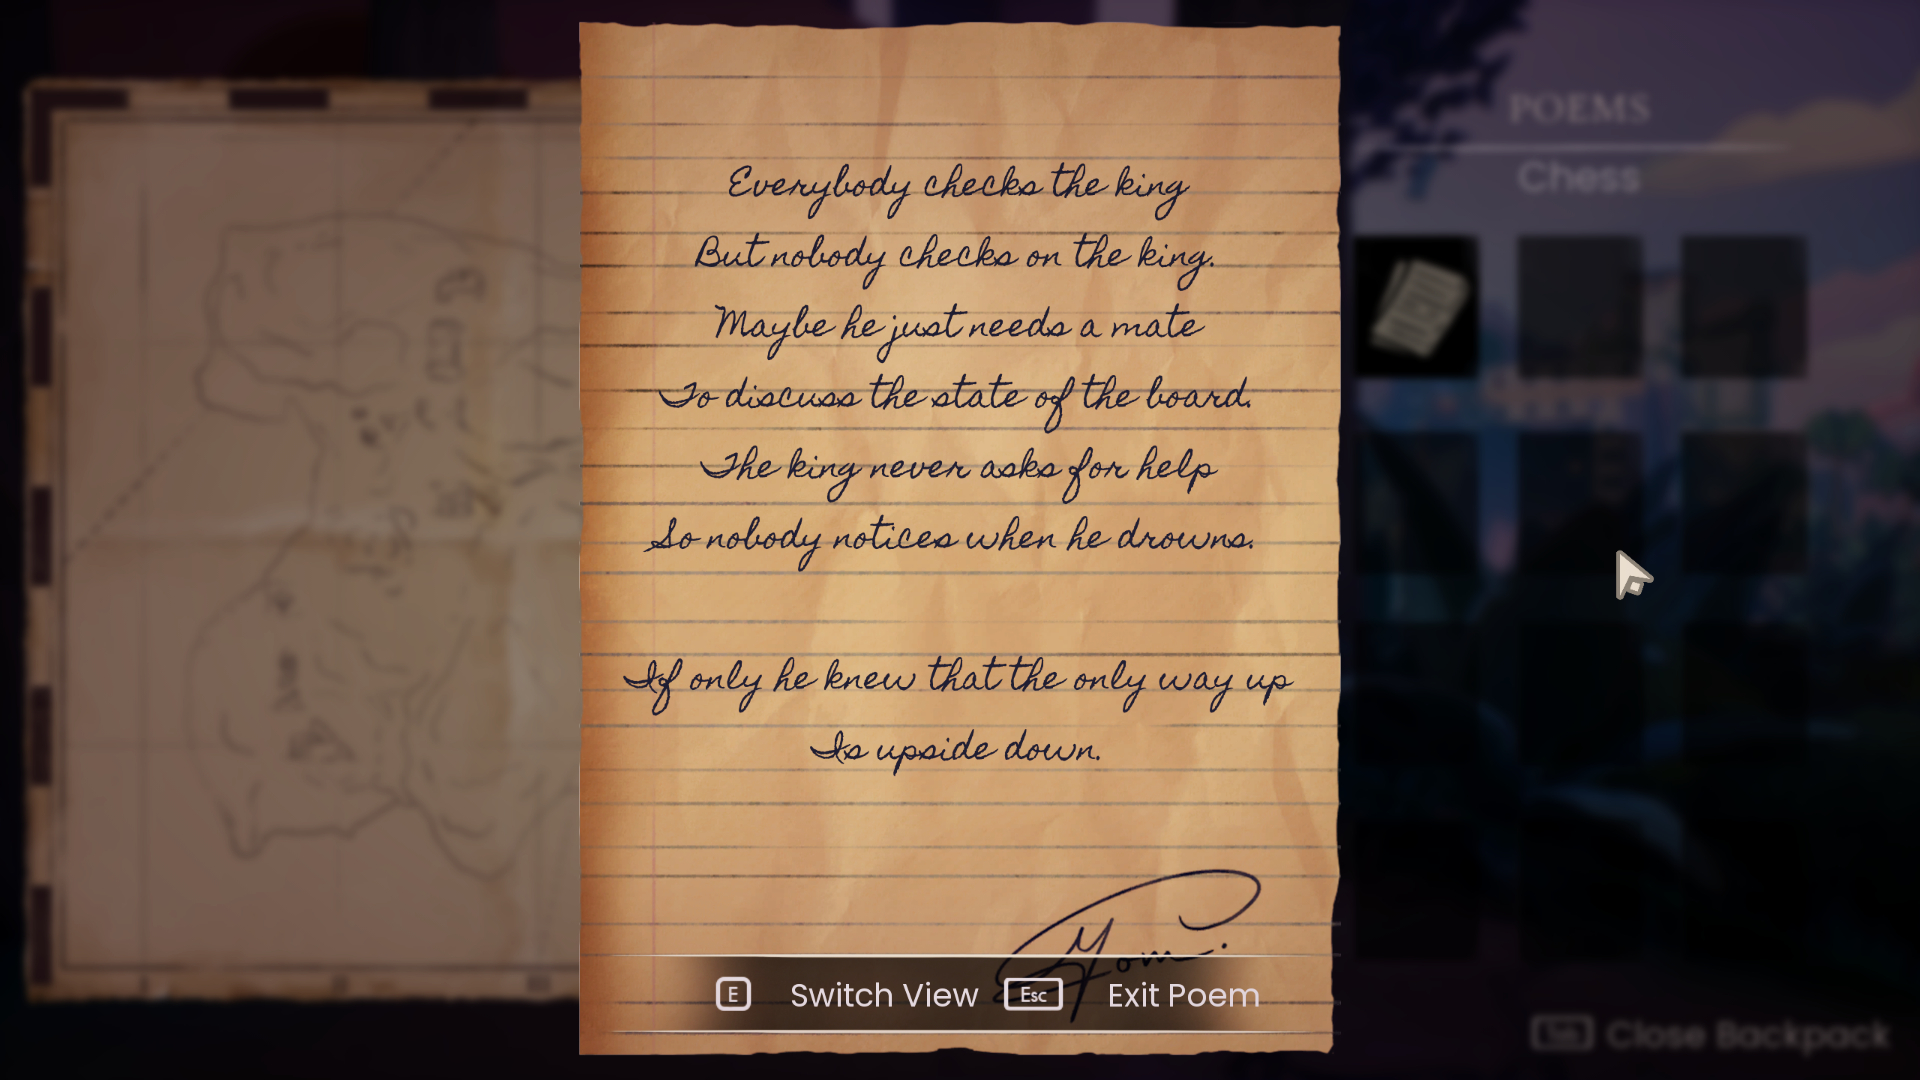 Everybody checks the king
But nobody checks on the king.
Maybe he just needs a mate
To discuss the state of the board.
The king never asks for help
So nobody notices when he drowns.
If only he knew that the only way up
Is upside down.
E Switch View Esc Exit Poem
POEMS
Chess
Tab Close Backpack